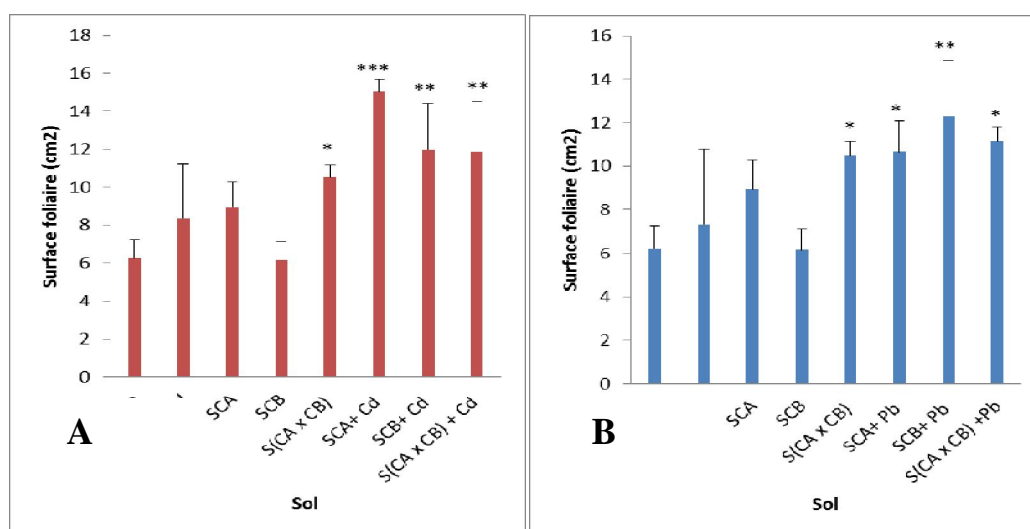 18
16
14
12
10
8
6
4
2
0
Surface foliaire (cm2)
*
***
**
**
SCA
SCB
S(CA x CB)
SCA+ Cd
SCB+ Cd
S(CA x CB) + Cd
A
Sol
16
14
12
10
8
6
4
2
0
Surface foliaire (cm2)
*
*
**
*
SCA
SCB
S(CA x CB)
SCA+ Pb
SCB+ Pb
S(CA x CB) +Pb
B
Sol